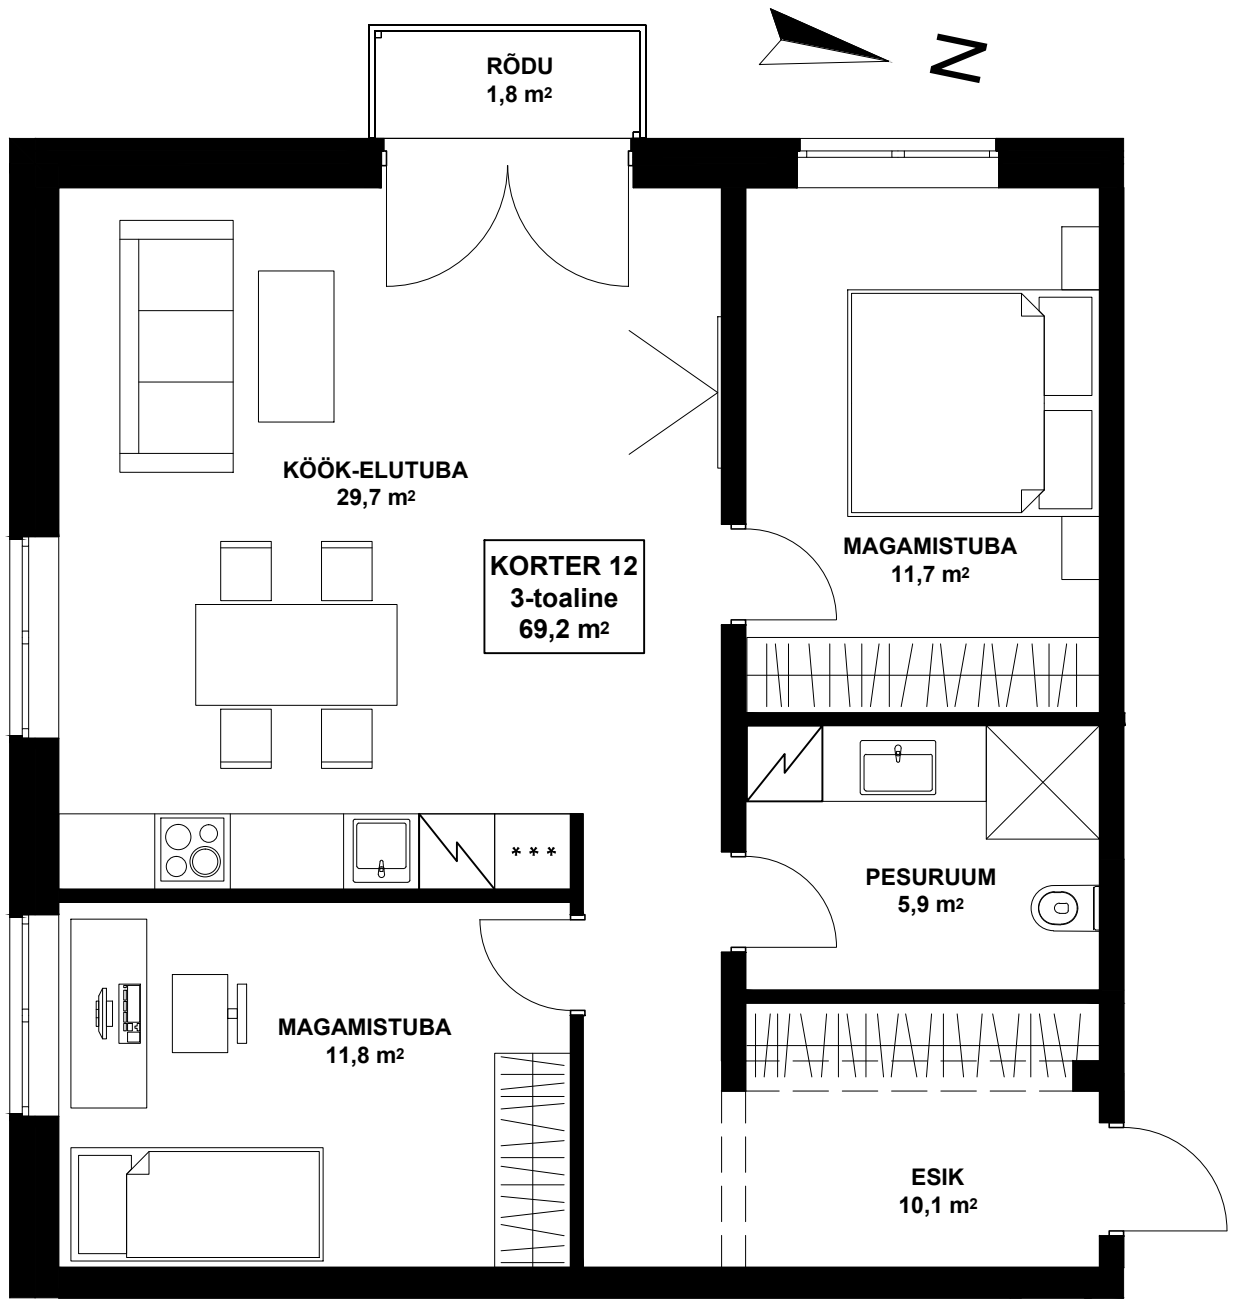 N
RÕDU
1,8 m²
KÖÖK-ELUTUBA
29,7 m²
KORTER 12
3-toaline
69,2 m²
MAGAMISTUBA
11,7 m²
* * *
PESURUUM
5,9 m²
MAGAMISTUBA
11,8 m²
ESIK
10,1 m²